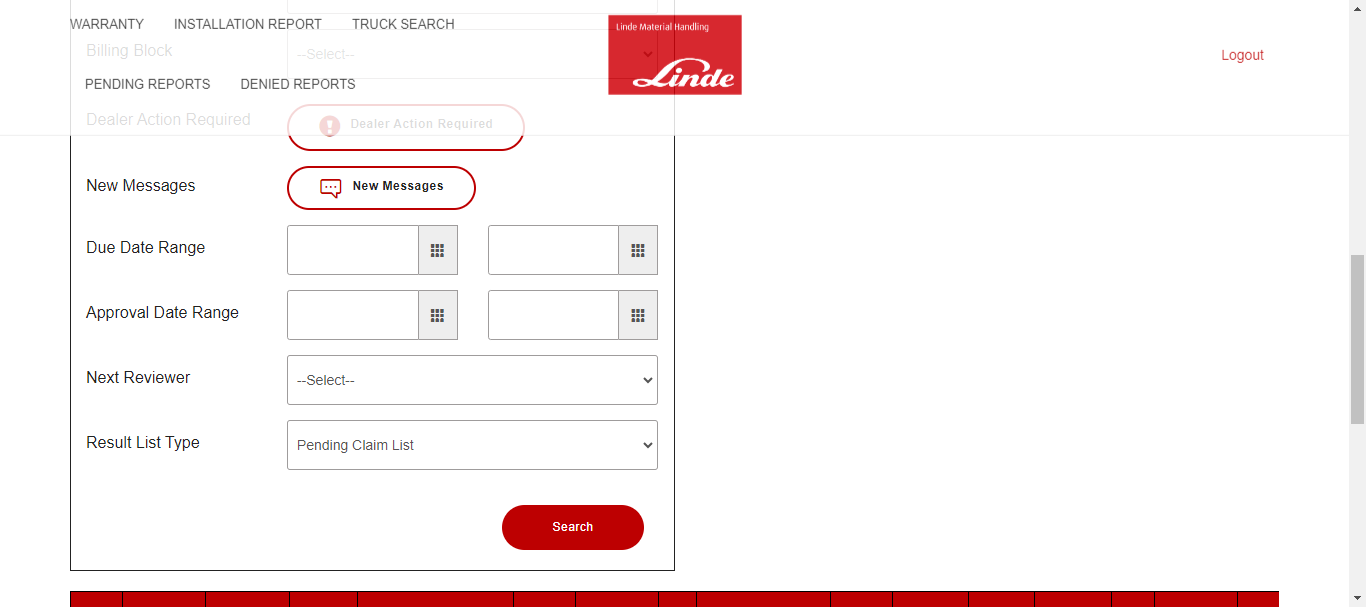 WARRANTY INSTALLATION REPORT TRUCK SEARCH
Linde Material Handling
Linde
Logout
Billing Block
--Select--
PENDING REPORTS DENIED REPORTS
Dealer Action Required
Dealer Action Required
New Messages
New Messages
Due Date Range
Approval Date Range
Next Reviewer
--Select--
Result List Type
Pending Claim List
Search